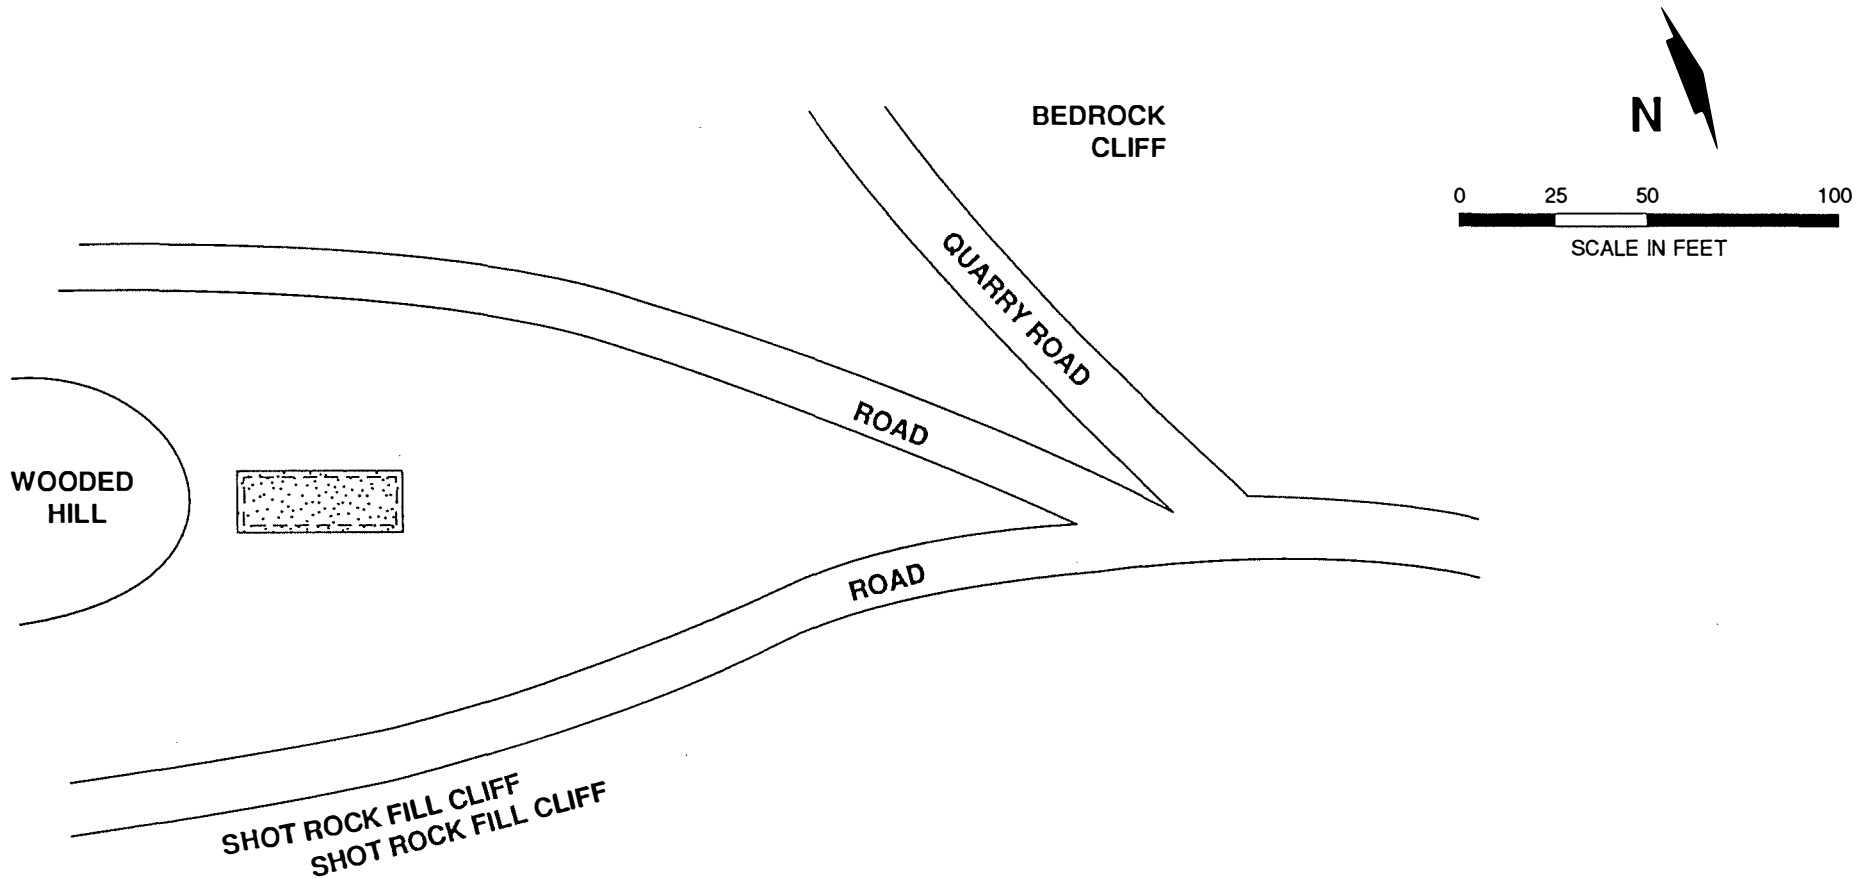 BEDROCK
CLIFF
N
0 25 50 100
SCALE IN FEET
QUARRY ROAD
ROAD
WOODED
HILL
ROAD
SHOT ROCK FILL CLIFF
SHOT ROCK FILL CLIFF